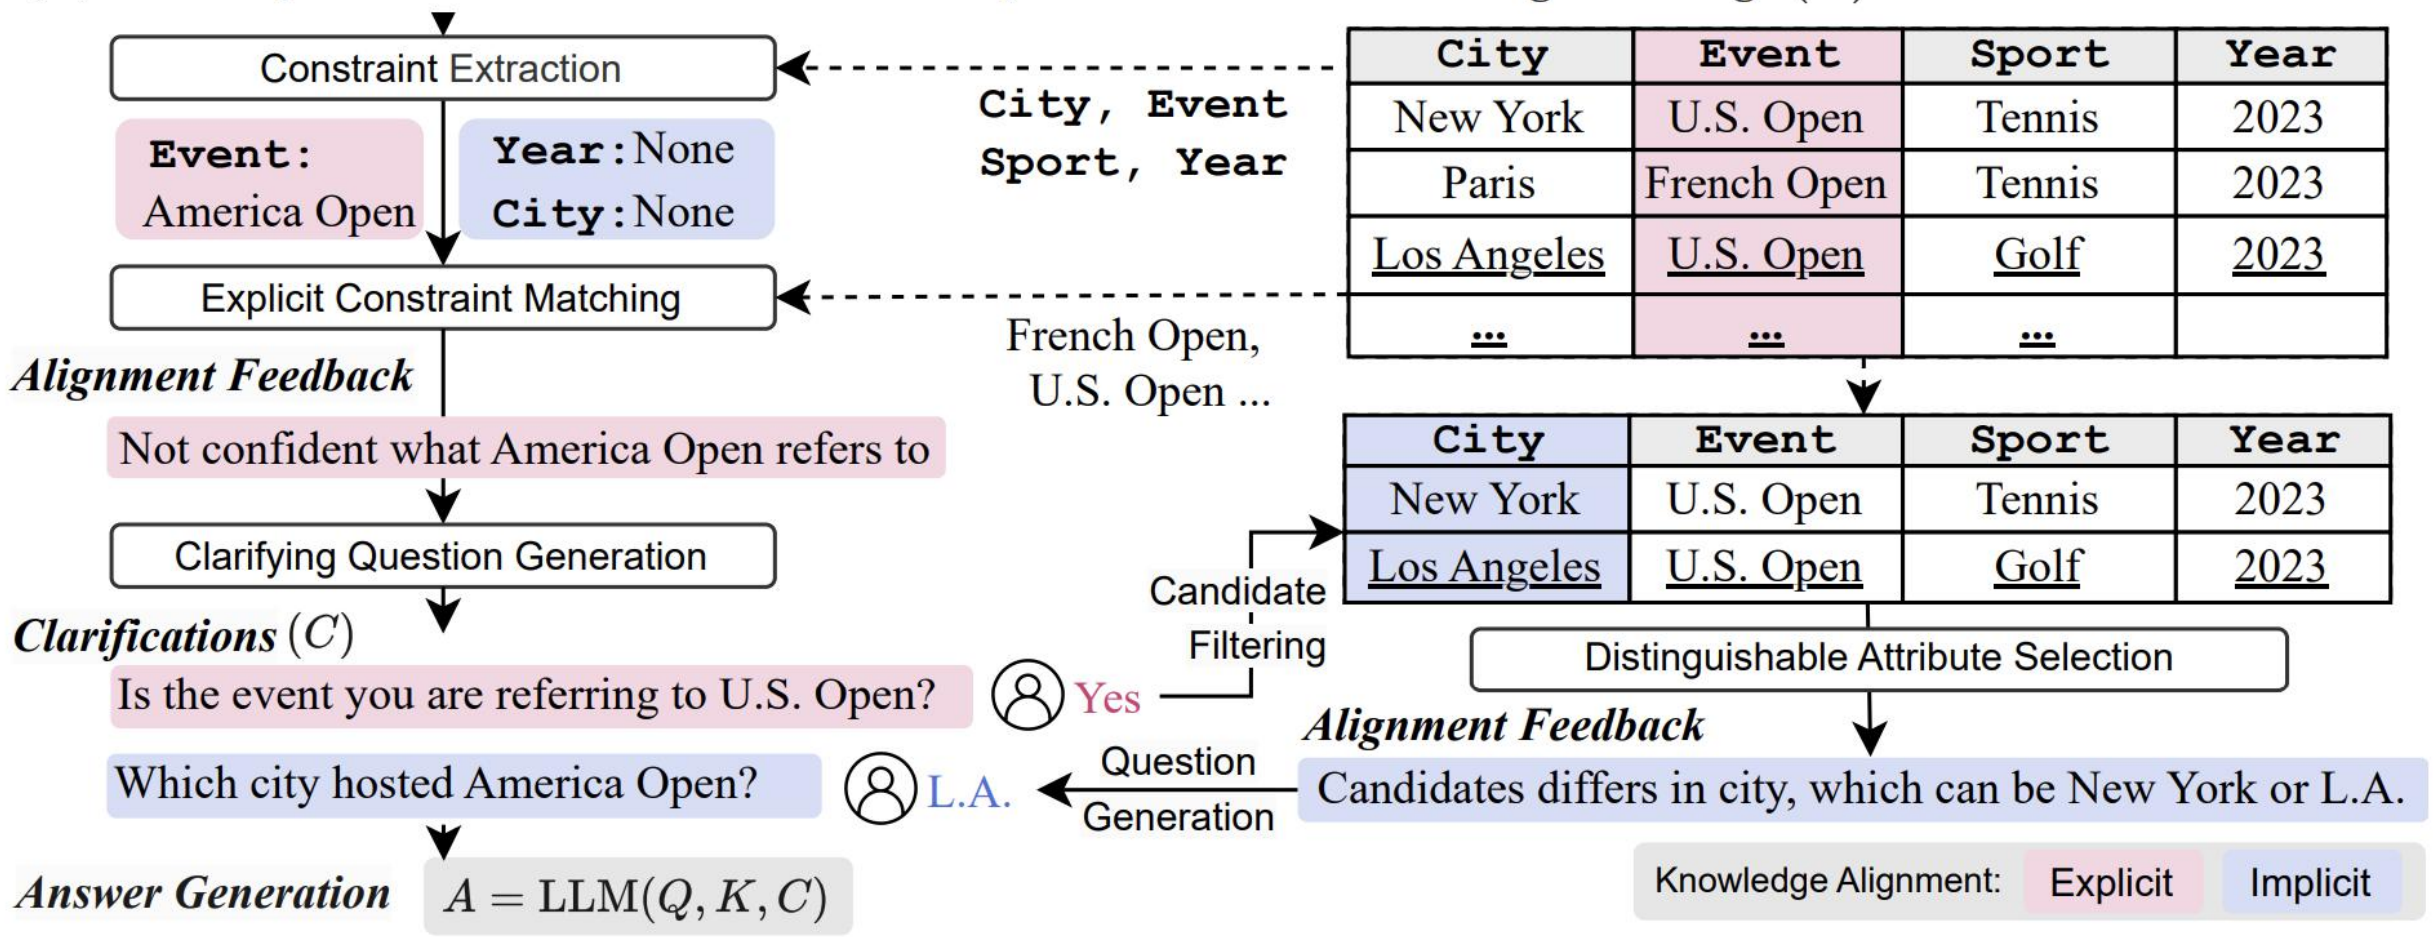 Constraint Extraction
Event:
America Open
Year:None
City:None
City, Event
Sport, Year
City Event Sport Year
New York U.S. Open Tennis 2023
Paris French Open Tennis 2023
Los Angeles U.S. Open Golf 2023
... ... ...
Explicit Constraint Matching
French Open,
U.S. Open ...
Alignment Feedback
Not confident what America Open refers to
Clarifying Question Generation
City Event Sport Year
New York U.S. Open Tennis 2023
Los Angeles U.S. Open Golf 2023
Candidate
Filtering
Clarifications (C)
Is the event you are referring to U.S. Open? Yes
Distinguishable Attribute Selection
Alignment Feedback
Candidates differs in city, which can be New York or L.A.
Question
Generation
Which city hosted America Open? L.A.
Answer Generation A = LLM(Q, K, C)
Knowledge Alignment: Explicit Implicit